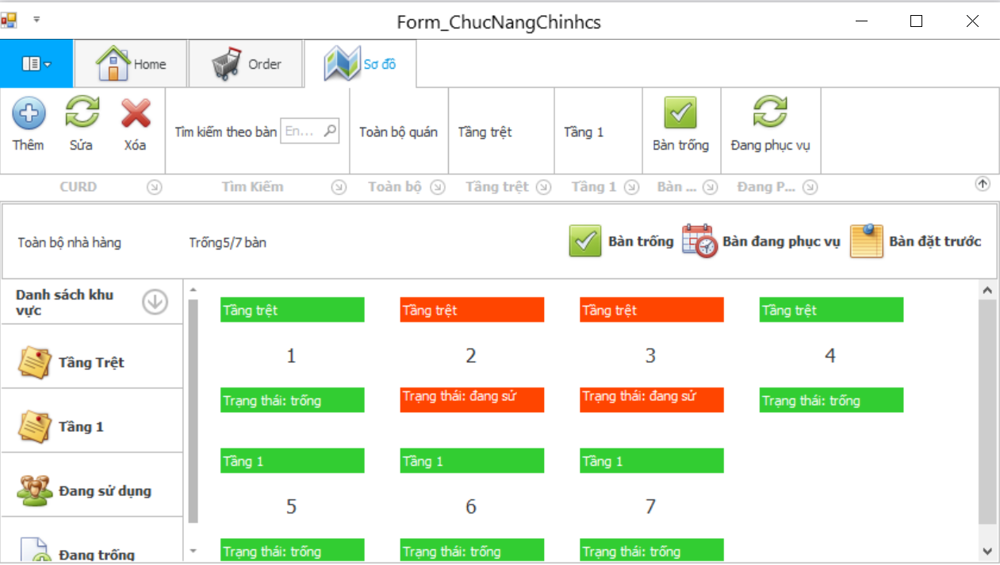 Form_ChucNangChinhcs
Home
Order
Sơ đồ
Thêm
Sửa
Xóa
Tìm kiếm theo bàn
En...
Toàn bộ quán
Tầng trệt
Tầng 1
Bàn trống
Đang phục vụ
CURD
Tìm Kiếm
Toàn bộ
Tầng trệt
Tầng 1
Bàn ...
Đang P...
Toàn bộ nhà hàng
Trống5/7 bàn
Bàn trống
Bàn đang phục vụ
Bàn đặt trước
Danh sách khu
vực
Tầng Trệt
Tầng 1
Đang sử dụng
Đang trống
Tầng trệt
Tầng trệt
Tầng trệt
Tầng trệt
1
2
3
4
Trạng thái: trống
Trạng thái: đang sử
Trạng thái: đang sử
Trạng thái: trống
Tầng 1
Tầng 1
Tầng 1
5
6
7
Trạng thái: trống
Trạng thái: trống
Trạng thái: trống